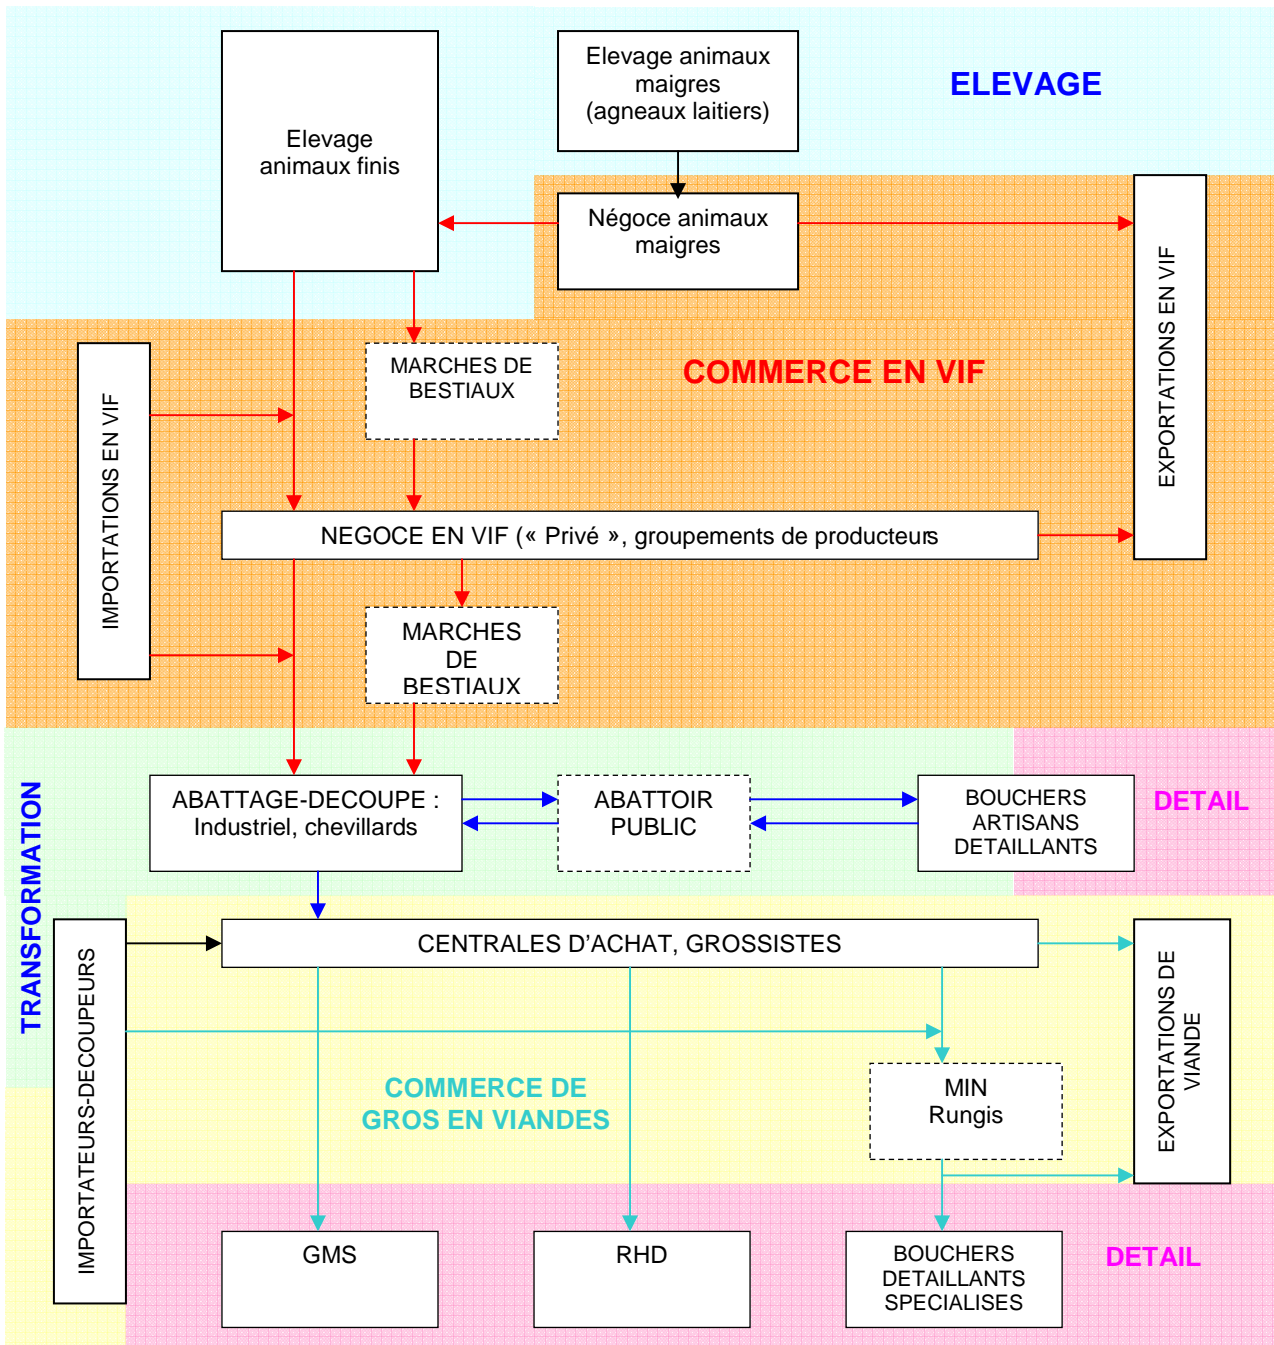 Elevage animaux
maigres
(agneaux laitiers)
ELEVAGE
Elevage
animaux finis
Négoce animaux
maigres
EXPORTATIONS EN VIF
MARCHES DE
BESTIAUX
COMMERCE EN VIF
IMPORTATIONS EN VIF
NEGOCE EN VIF (« Privé », groupements de producteurs
MARCHES
DE
BESTIAUX
TRANSFORMATION
ABATTAGE-DECOUPE :
Industriel, chevillards
ABATTOIR
PUBLIC
BOUCHERS
ARTISANS
DETAILLANTS
DETAIL
IMPORTATEURS-DECOUPEURS
CENTRALES D'ACHAT, GROSSISTES
EXPORTATIONS DE
VIANDE
COMMERCE DE
GROS EN VIANDES
MIN
Rungis
GMS
RHD
BOUCHERS
DETAILLANTS
SPECIALISES
DETAIL